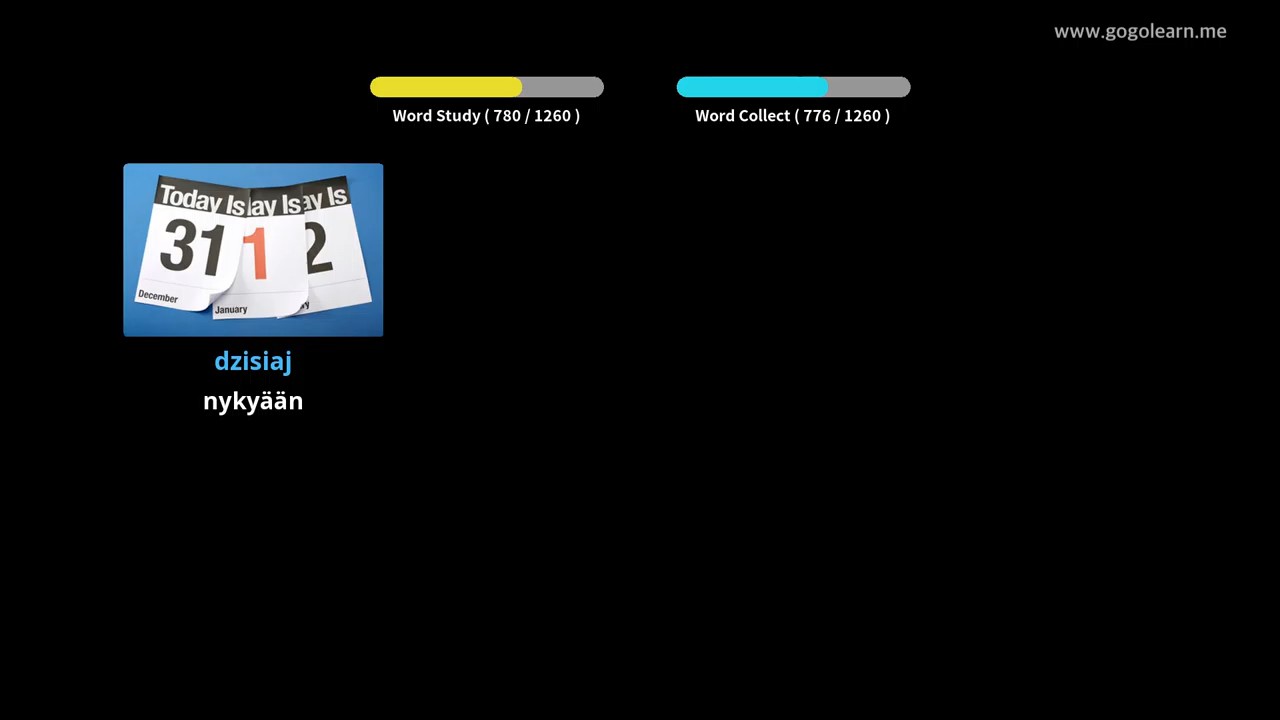 www.gogolearn.me
Word Study ( 780 / 1260 )
Word Collect ( 776 / 1260 )
Today Is
ay Is
ay Is
31
1
2
December
January
dzisiaj
nykyään